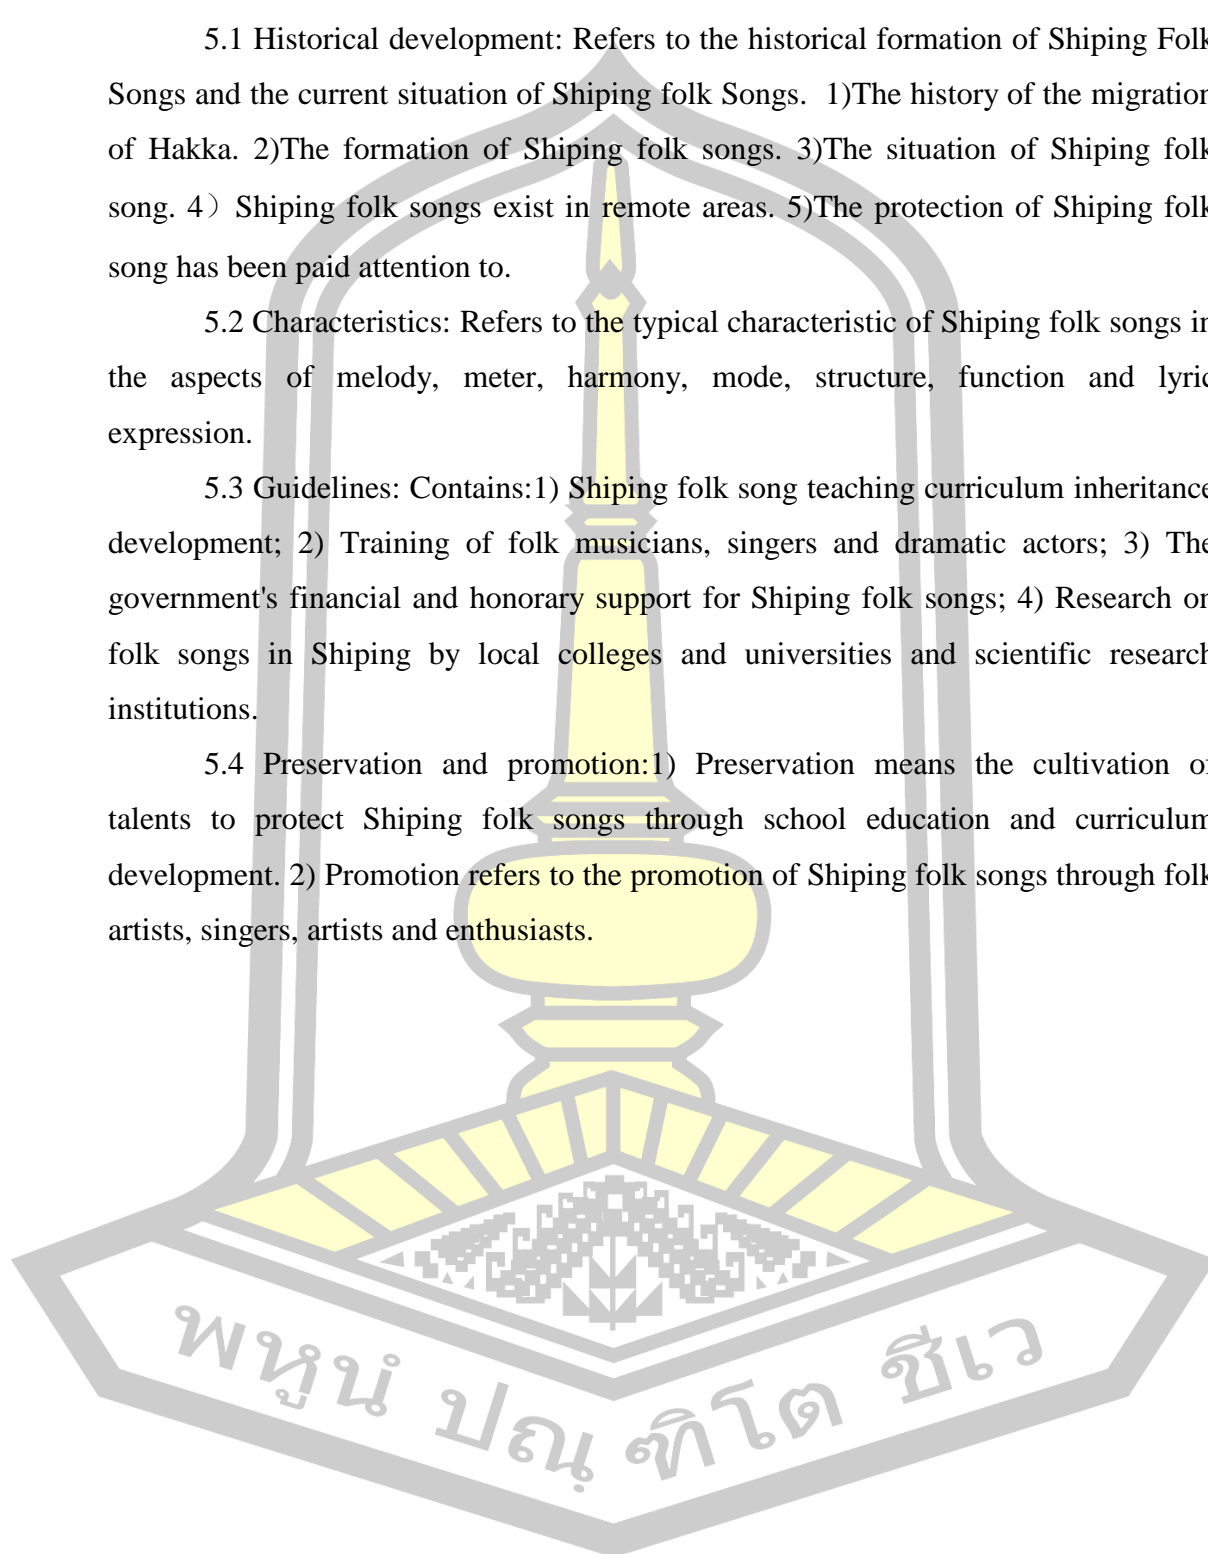 5.1 Historical development: Refers to the historical formation of Shiping Folk
Songs and the current situation of Shiping folk Songs.  1)The history of the migration
of Hakka. 2)The formation of Shiping folk songs. 3)The situation of Shiping folk
song. 4）Shiping folk songs exist in remote areas. 5)The protection of Shiping folk
song has been paid attention to.
5.2 Characteristics: Refers to the typical characteristic of Shiping folk songs in
the aspects of melody, meter, harmony, mode, structure, function and lyric
expression.
5.3 Guidelines: Contains:1) Shiping folk song teaching curriculum inheritance
development; 2) Training of folk musicians, singers and dramatic actors; 3) The
government's financial and honorary support for Shiping folk songs; 4) Research on
folk songs in Shiping by local colleges and universities and scientific research
institutions.
5.4 Preservation and promotion:1) Preservation means the cultivation of
talents to protect Shiping folk songs through school education and curriculum
development. 2) Promotion refers to the promotion of Shiping folk songs through folk
artists, singers, artists and enthusiasts.
พหูนํ ปณฺฑิโต ชีเว